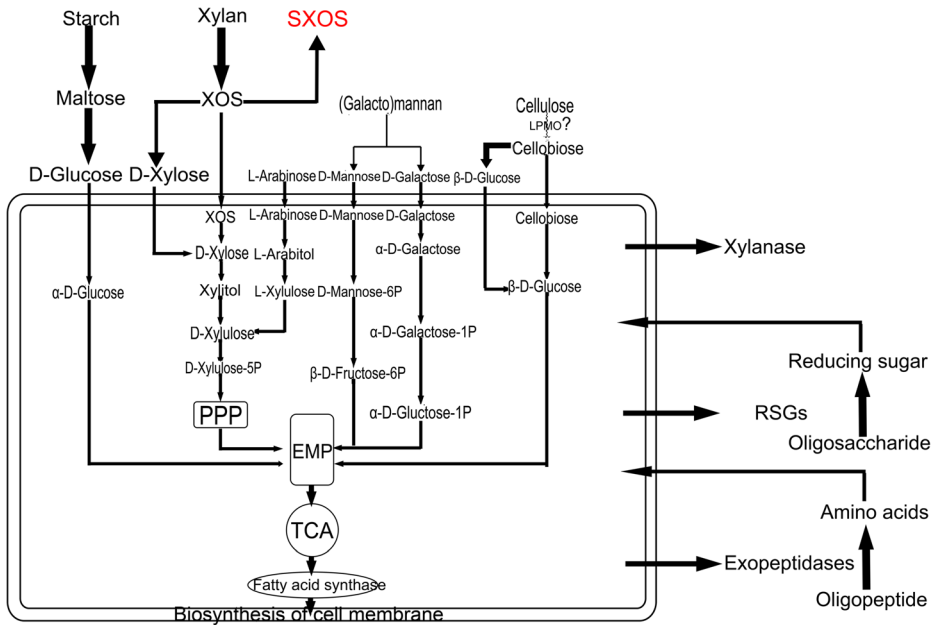 Starch
Xylan
SXOS
Maltose
XOS
(Galacto)mannan
Cellulose
LPMO?
Cellobiose
D-Glucose
D-Xylose
L-Arabinose
D-Mannose
D-Galactose
β-D-Glucose
XOS
L-Arabinose
D-Mannose
D-Galactose
Cellobiose
D-Xylose
L-Arabitol
α-D-Galactose
Xylanase
α-D-Glucose
Xylitol
L-Xylulose
D-Mannose-6P
β-D-Glucose
D-Xylulose
α-D-Galactose-1P
Reducing sugar
D-Xylulose-5P
β-D-Fructose-6P
PPP
α-D-Gluctose-1P
RSGs
Oligosaccharide
EMP
Amino acids
TCA
Exopeptidases
Fatty acid synthase
Oligopeptide
Biosynthesis of cell membrane